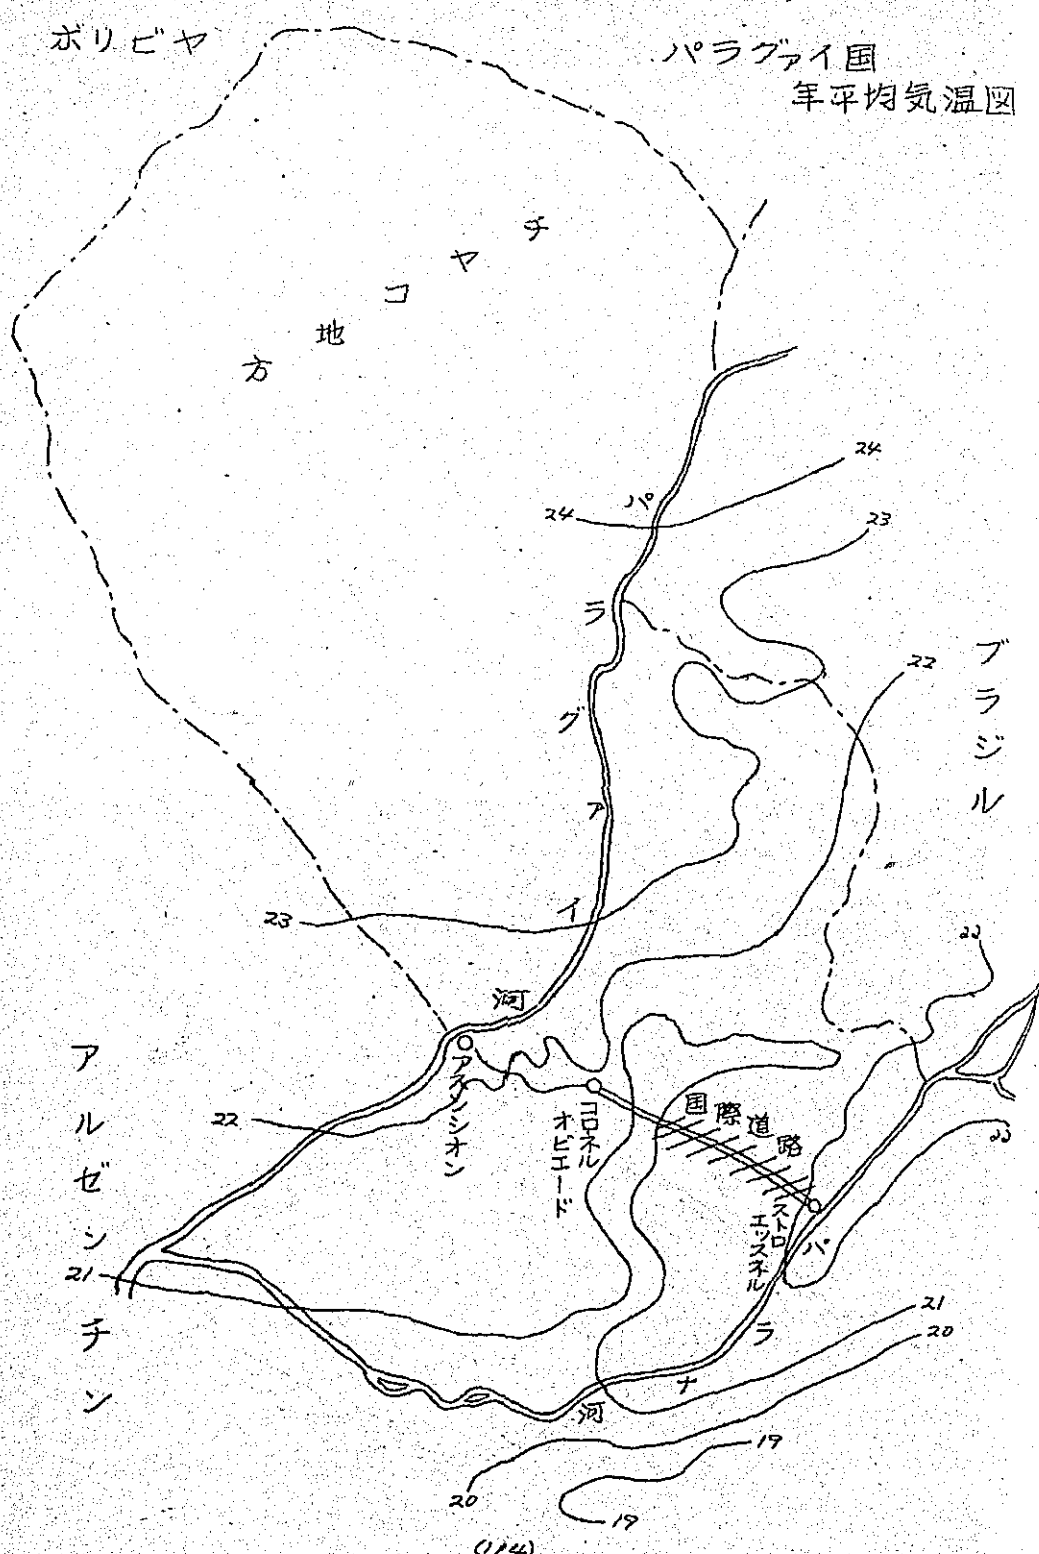 ボリビヤ
パラグァイ国
年平均気温図
チャコ地方
24
24
23
パラグアイ河
22
ブラジル
23
22
アルゼンチン
アスンシオン
22
コロネル
オビエード
国際道路
ストロ
エッスネル
パラナ河
21
21
20
19
20
19
(114)